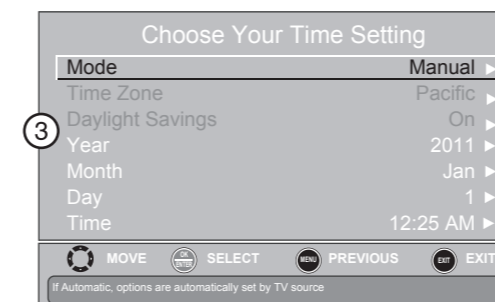 Choose Your Time Setting
Mode Manual
Time Zone Pacific
Daylight Savings On
3
Year 2011
Month Jan
Day 1
Time 12:25 AM
MOVE OK ENTER SELECT MENU PREVIOUS EXIT EXIT
If Automatic, options are automatically set by TV source